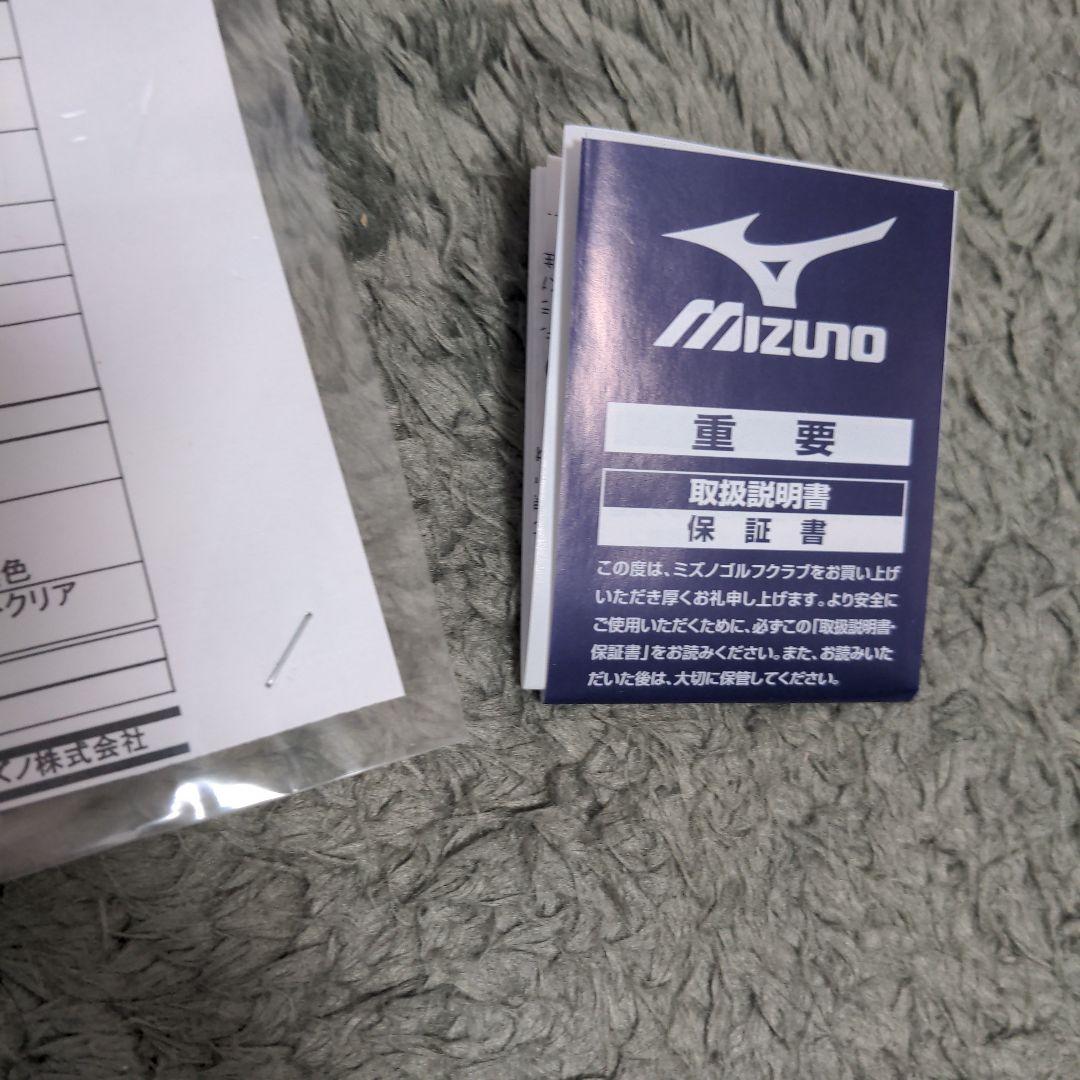 色
クリア
ズノ株式会社
MIZUNO
重要
取扱説明書
保証書
この度は、ミズノゴルフクラブをお買い上げ
いただき厚くお礼申し上げます。より安全に
ご使用いただくために、必ずこの「取扱説明書・
保証書」をお読みください。また、お読みいた
だいた後は、大切に保管してください。